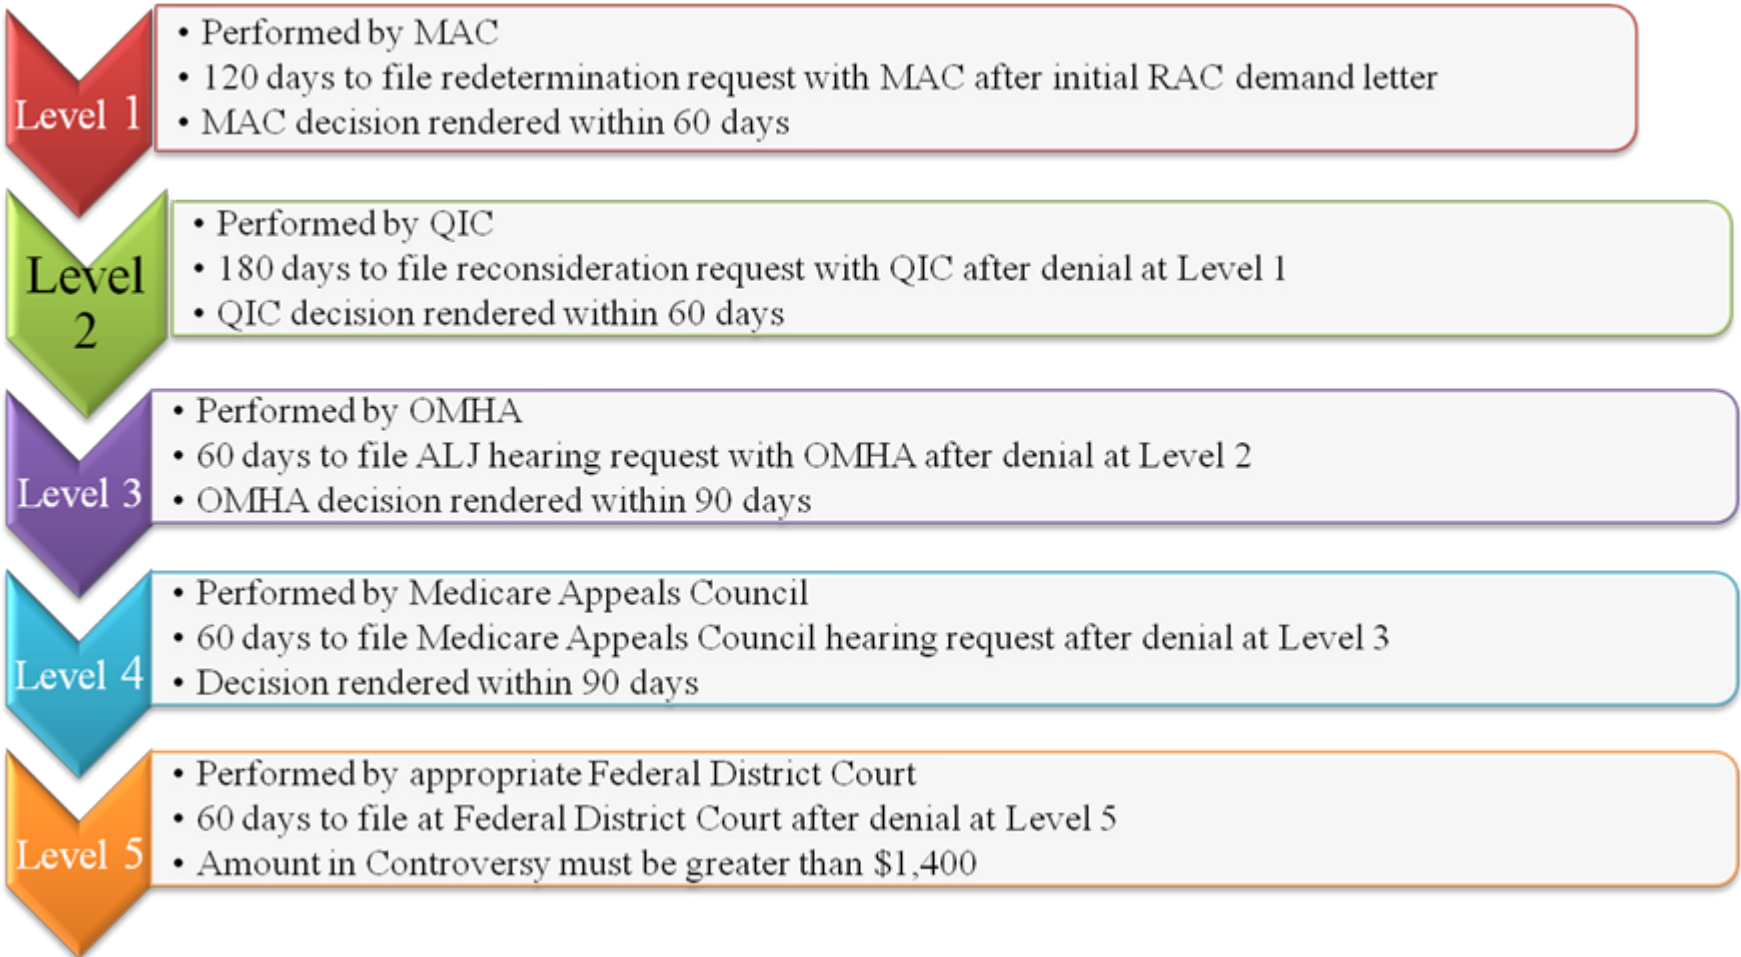 Level 1
• Performed by MAC
• 120 days to file redetermination request with MAC after initial RAC demand letter
• MAC decision rendered within 60 days
Level
2
• Performed by QIC
• 180 days to file reconsideration request with QIC after denial at Level 1
• QIC decision rendered within 60 days
Level 3
• Performed by OMHA
• 60 days to file ALJ hearing request with OMHA after denial at Level 2
• OMHA decision rendered within 90 days
Level 4
• Performed by Medicare Appeals Council
• 60 days to file Medicare Appeals Council hearing request after denial at Level 3
• Decision rendered within 90 days
Level 5
• Performed by appropriate Federal District Court
• 60 days to file at Federal District Court after denial at Level 5
• Amount in Controversy must be greater than $1,400